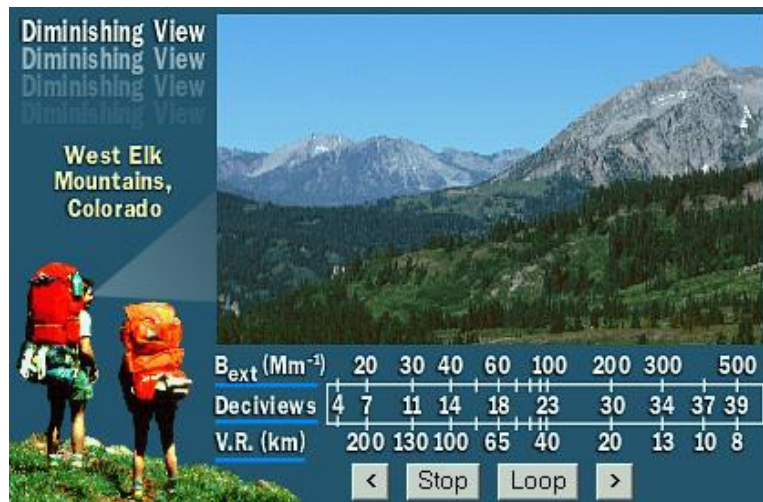 Diminishing View
Diminishing View
Diminishing View
Diminishing View
West Elk
Mountains,
Colorado
Bext (Mm⁻¹) 20 30 40 60 100 200 300 500
Deciviews 4 7 11 14 18 23 30 34 37 39
V.R. (km) 200 130 100 65 40 20 13 10 8
< Stop Loop >